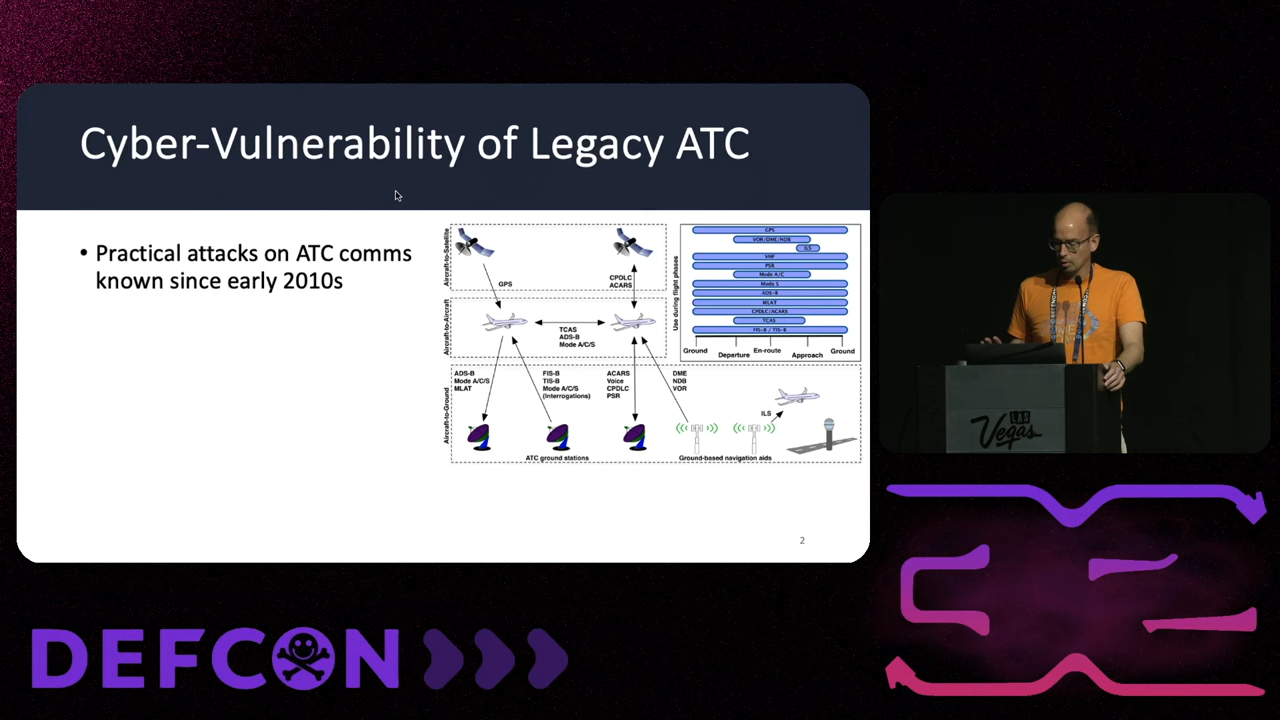 Cyber-Vulnerability of Legacy ATC
• Practical attacks on ATC comms
known since early 2010s
Aircraft-to-Satellite
GPS
CPDLC
ACARS
Aircraft-to-Aircraft
TCAS
ADS-B
Mode A/C/S
Aircraft-to-Ground
ADS-B
Mode A/C/S
MLAT
FIS-B
TIS-B
Mode A/C/S
(Interrogations)
ACARS
Voice
CPDLC
PSR
DME
NDB
VOR
ILS
ATC ground stations
Ground-based navigation aids
Use during flight phases
GPS
VOR/DME/NDB
ILS
VHF
PSR
Mode A/C
Mode S
ADS-B
MLAT
CPDLC/ACARS
TCAS
FIS-B / TIS-B
Ground
Departure
En-route
Approach
Ground
2
LAS
Vegas
DEFCON